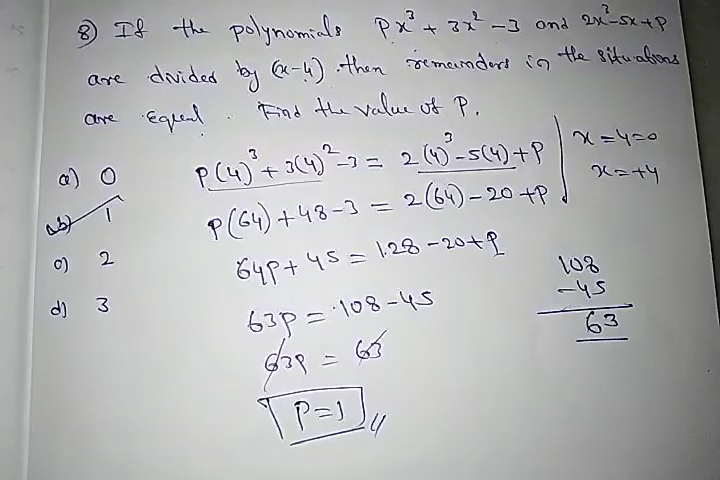 8) If the polynomials Px³ + 3x² - 3 and 2x³-5x+P
are divided by (x-4) then remainders in the situations
are equal. Find the value of P.
a) 0
b) 1
c) 2
d) 3
P(4)³ + 3(4)² - 3 = 2(4)³ - 5(4) + P
P(64) + 48 - 3 = 2(64) - 20 + P
64P + 45 = 128 - 20 + P
63P = 108 - 45
63P = 63
P = 1
x - 4 = 0
x = +4
108
- 45
63